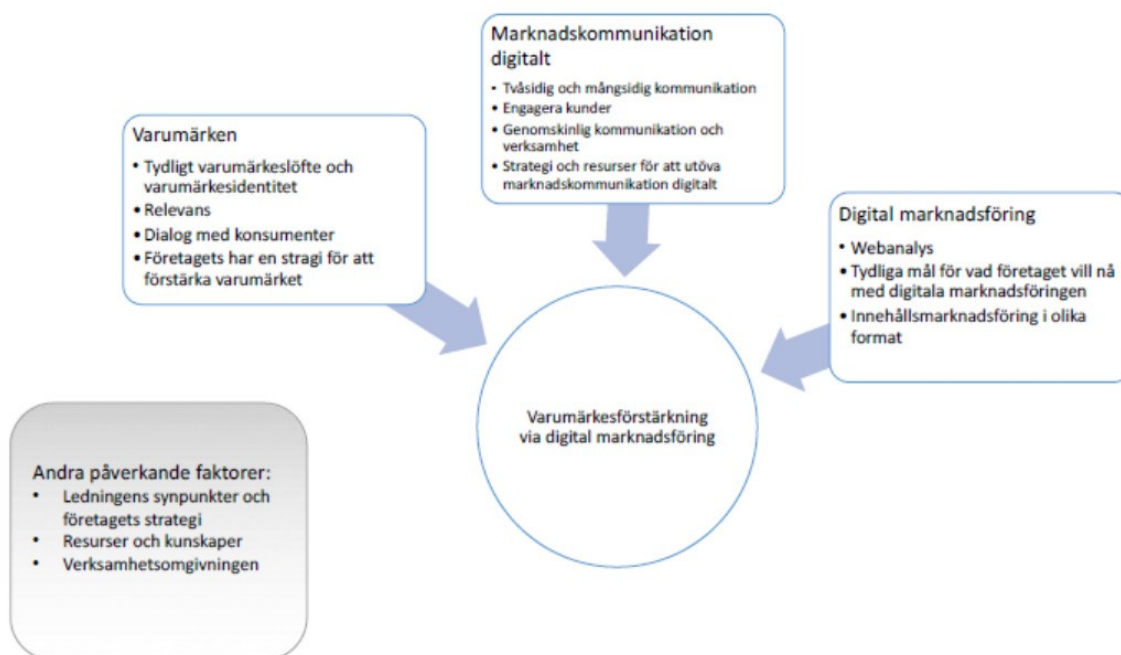 Marknadskommunikation
digitalt
• Tvåsidig och mångsidig kommunikation
• Engagera kunder
• Genomskinlig kommunikation och
verksamhet
• Strategi och resurser för att utöva
marknadskommunikation digitalt
Varumärken
• Tydligt varumärkeslöfte och
varumärkesidentitet
• Relevans
• Dialog med konsumenter
• Företagets har en stragi för att
förstärka varumärket
Digital marknadsföring
• Webanalys
• Tydliga mål för vad företaget vill nå
med digitala marknadsföringen
• Innehållsmarknadsföring i olika
format
Varumärkesförstärkning
via digital marknadsföring
Andra påverkande faktorer:
• Ledningens synpunkter och
företagets strategi
• Resurser och kunskaper
• Verksamhetsomgivningen